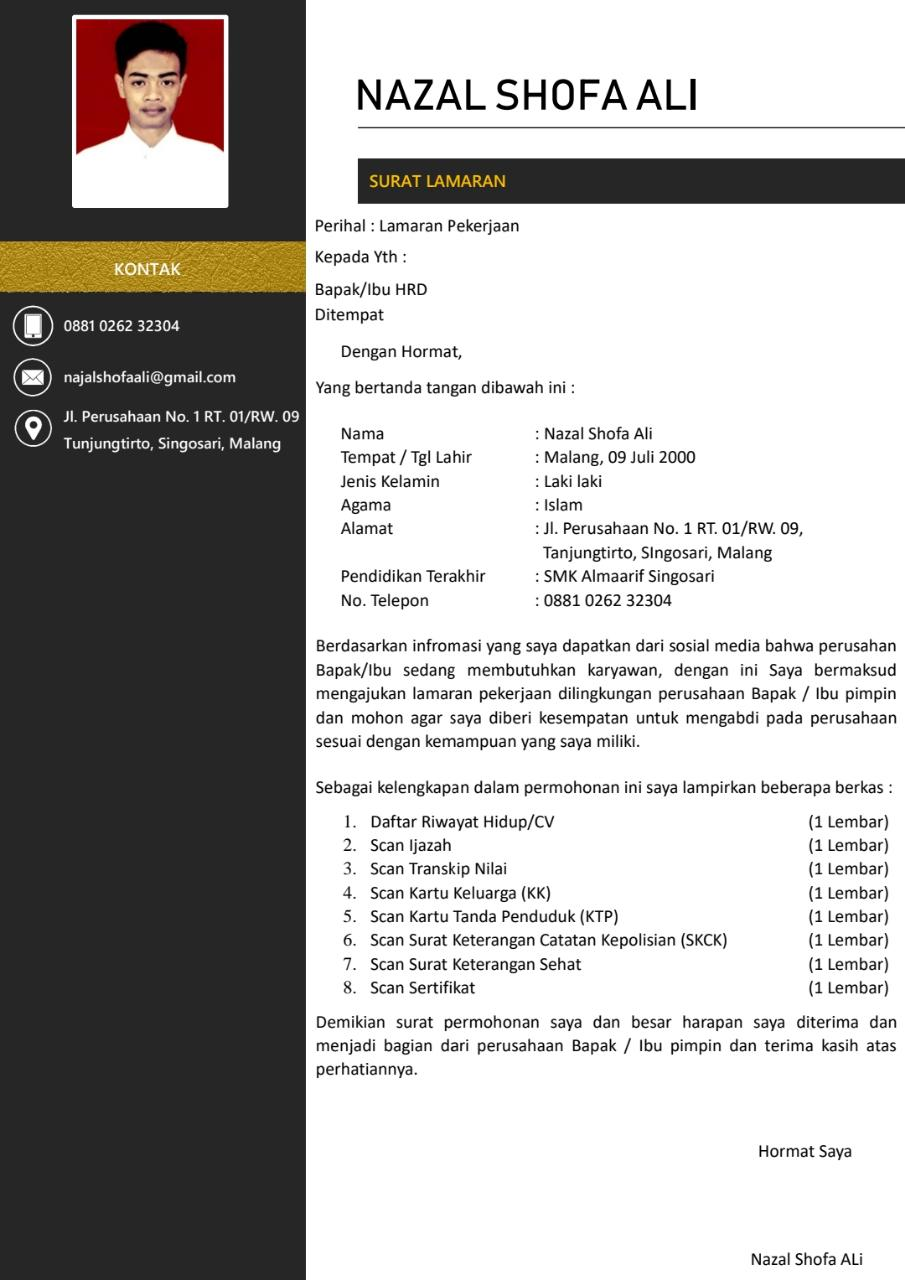 NAZAL SHOFA ALI
SURAT LAMARAN
KONTAK
0881 0262 32304
najalshofaali@gmail.com
Jl. Perusahaan No. 1 RT. 01/RW. 09
Tunjungtirto, Singosari, Malang
Perihal : Lamaran Pekerjaan
Kepada Yth :
Bapak/Ibu HRD
Ditempat
Dengan Hormat,
Yang bertanda tangan dibawah ini :
Nama : Nazal Shofa Ali
Tempat / Tgl Lahir : Malang, 09 Juli 2000
Jenis Kelamin : Laki laki
Agama : Islam
Alamat : Jl. Perusahaan No. 1 RT. 01/RW. 09,
Tanjungtirto, SIngosari, Malang
Pendidikan Terakhir : SMK Almaarif Singosari
No. Telepon : 0881 0262 32304
Berdasarkan infromasi yang saya dapatkan dari sosial media bahwa perusahan
Bapak/Ibu sedang membutuhkan karyawan, dengan ini Saya bermaksud
mengajukan lamaran pekerjaan dilingkungan perusahaan Bapak / Ibu pimpin
dan mohon agar saya diberi kesempatan untuk mengabdi pada perusahaan
sesuai dengan kemampuan yang saya miliki.
Sebagai kelengkapan dalam permohonan ini saya lampirkan beberapa berkas :
1. Daftar Riwayat Hidup/CV (1 Lembar)
2. Scan Ijazah (1 Lembar)
3. Scan Transkip Nilai (1 Lembar)
4. Scan Kartu Keluarga (KK) (1 Lembar)
5. Scan Kartu Tanda Penduduk (KTP) (1 Lembar)
6. Scan Surat Keterangan Catatan Kepolisian (SKCK) (1 Lembar)
7. Scan Surat Keterangan Sehat (1 Lembar)
8. Scan Sertifikat (1 Lembar)
Demikian surat permohonan saya dan besar harapan saya diterima dan
menjadi bagian dari perusahaan Bapak / Ibu pimpin dan terima kasih atas
perhatiannya.
Hormat Saya
Nazal Shofa ALi